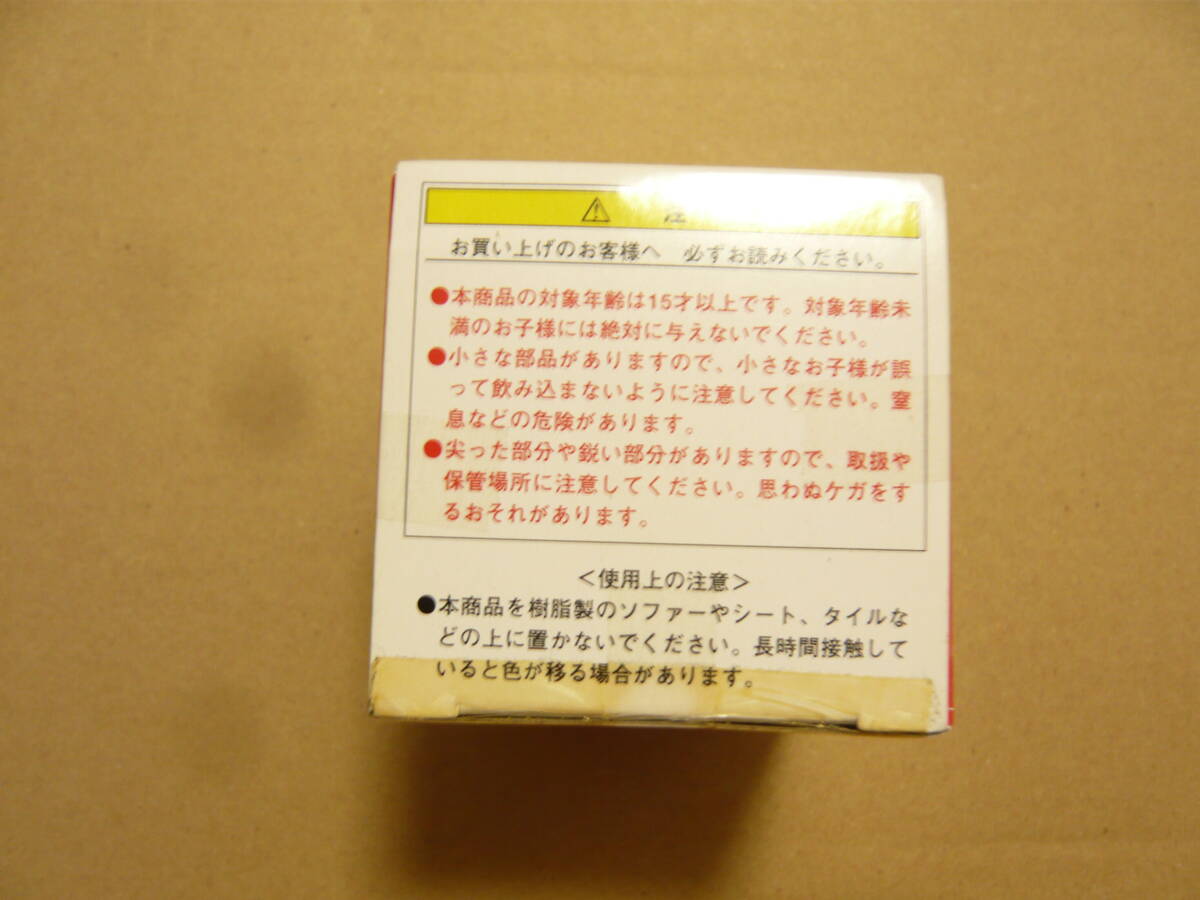 注
お買い上げのお客様へ 必ずお読みください。
●本商品の対象年齢は15才以上です。対象年齢未
満のお子様には絶対に与えないでください。
●小さな部品がありますので、小さなお子様が誤
って飲み込まないように注意してください。窒
息などの危険があります。
●尖った部分や鋭い部分がありますので、取扱や
保管場所に注意してください。思わぬケガをす
るおそれがあります。
＜使用上の注意＞
●本商品を樹脂製のソファーやシート、タイルな
どの上に置かないでください。長時間接触して
いると色が移る場合があります。